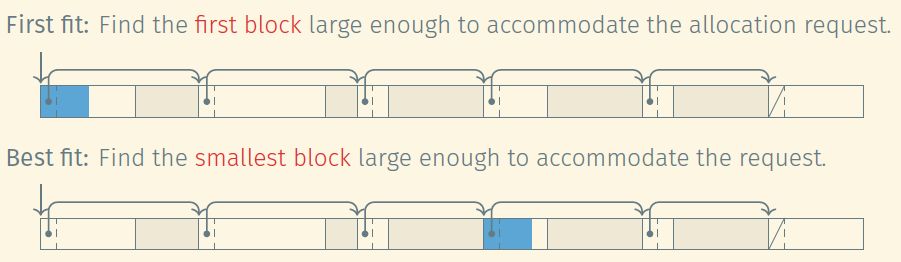 First fit: Find the first block large enough to accommodate the allocation request.
Best fit: Find the smallest block large enough to accommodate the request.